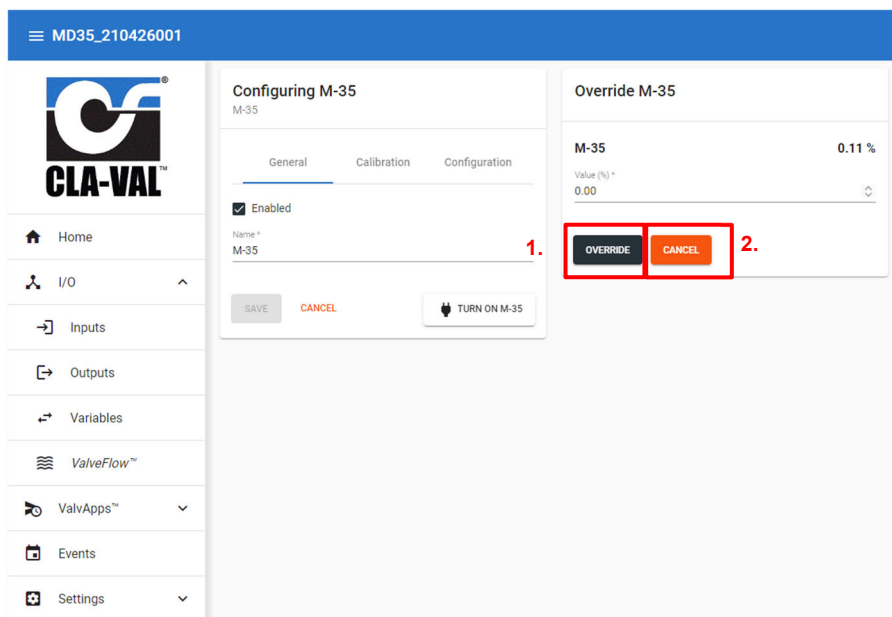 MD35_210426001
®
CLA-VAL™
Home
I/O
Inputs
Outputs
Variables
ValveFlow™
ValvApps™
Events
Settings
Configuring M-35
M-35
General Calibration Configuration
Enabled
Name *
M-35
SAVE CANCEL TURN ON M-35
Override M-35
M-35 0.11 %
Value (%) *
0.00
1. OVERRIDE CANCEL 2.